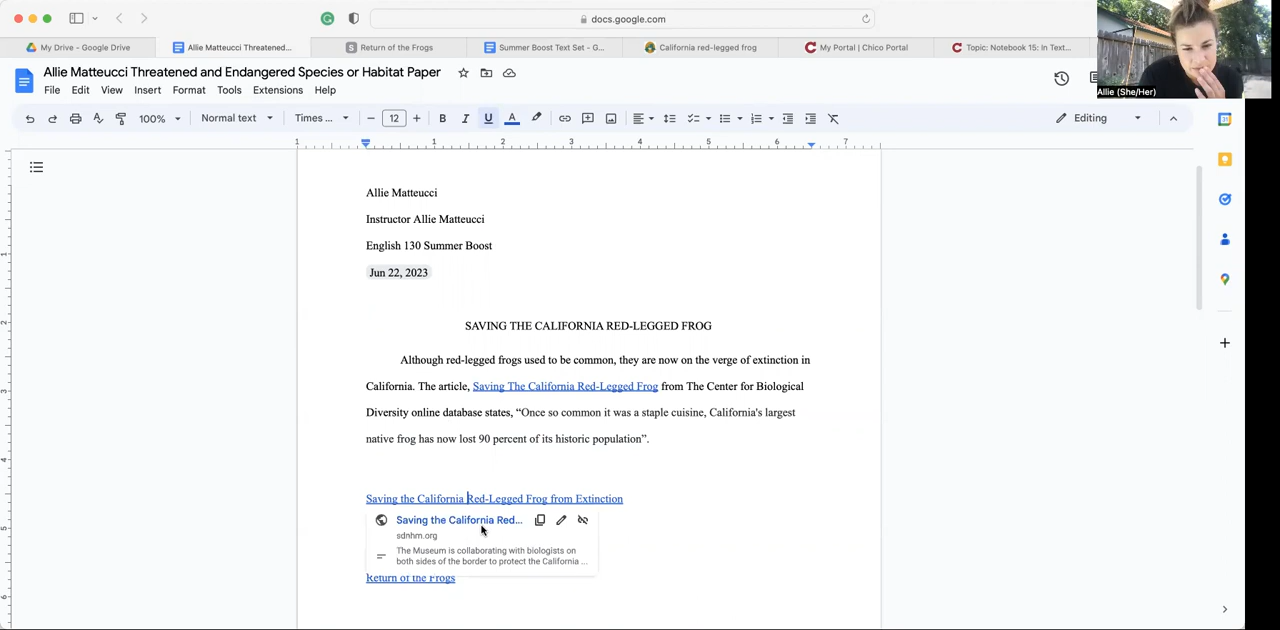 docs.google.com
My Drive - Google Drive
Allie Matteucci Threatened...
Return of the Frogs
Summer Boost Text Set - G...
California red-legged frog
My Portal | Chico Portal
Topic: Notebook 15: In Text...
Allie (She/Her)
Allie Matteucci Threatened and Endangered Species or Habitat Paper
File Edit View Insert Format Tools Extensions Help
100% Normal text Times ... 12 B I U A Editing
1 1 2 3 4 5 6 7
Allie Matteucci
Instructor Allie Matteucci
English 130 Summer Boost
Jun 22, 2023
SAVING THE CALIFORNIA RED-LEGGED FROG
Although red-legged frogs used to be common, they are now on the verge of extinction in
California. The article, Saving The California Red-Legged Frog from The Center for Biological
Diversity online database states, “Once so common it was a staple cuisine, California's largest
native frog has now lost 90 percent of its historic population”.
Saving the California Red-Legged Frog from Extinction
Saving the California Red...
sdnhm.org
The Museum is collaborating with biologists on
both sides of the border to protect the California ...
Return of the Frogs